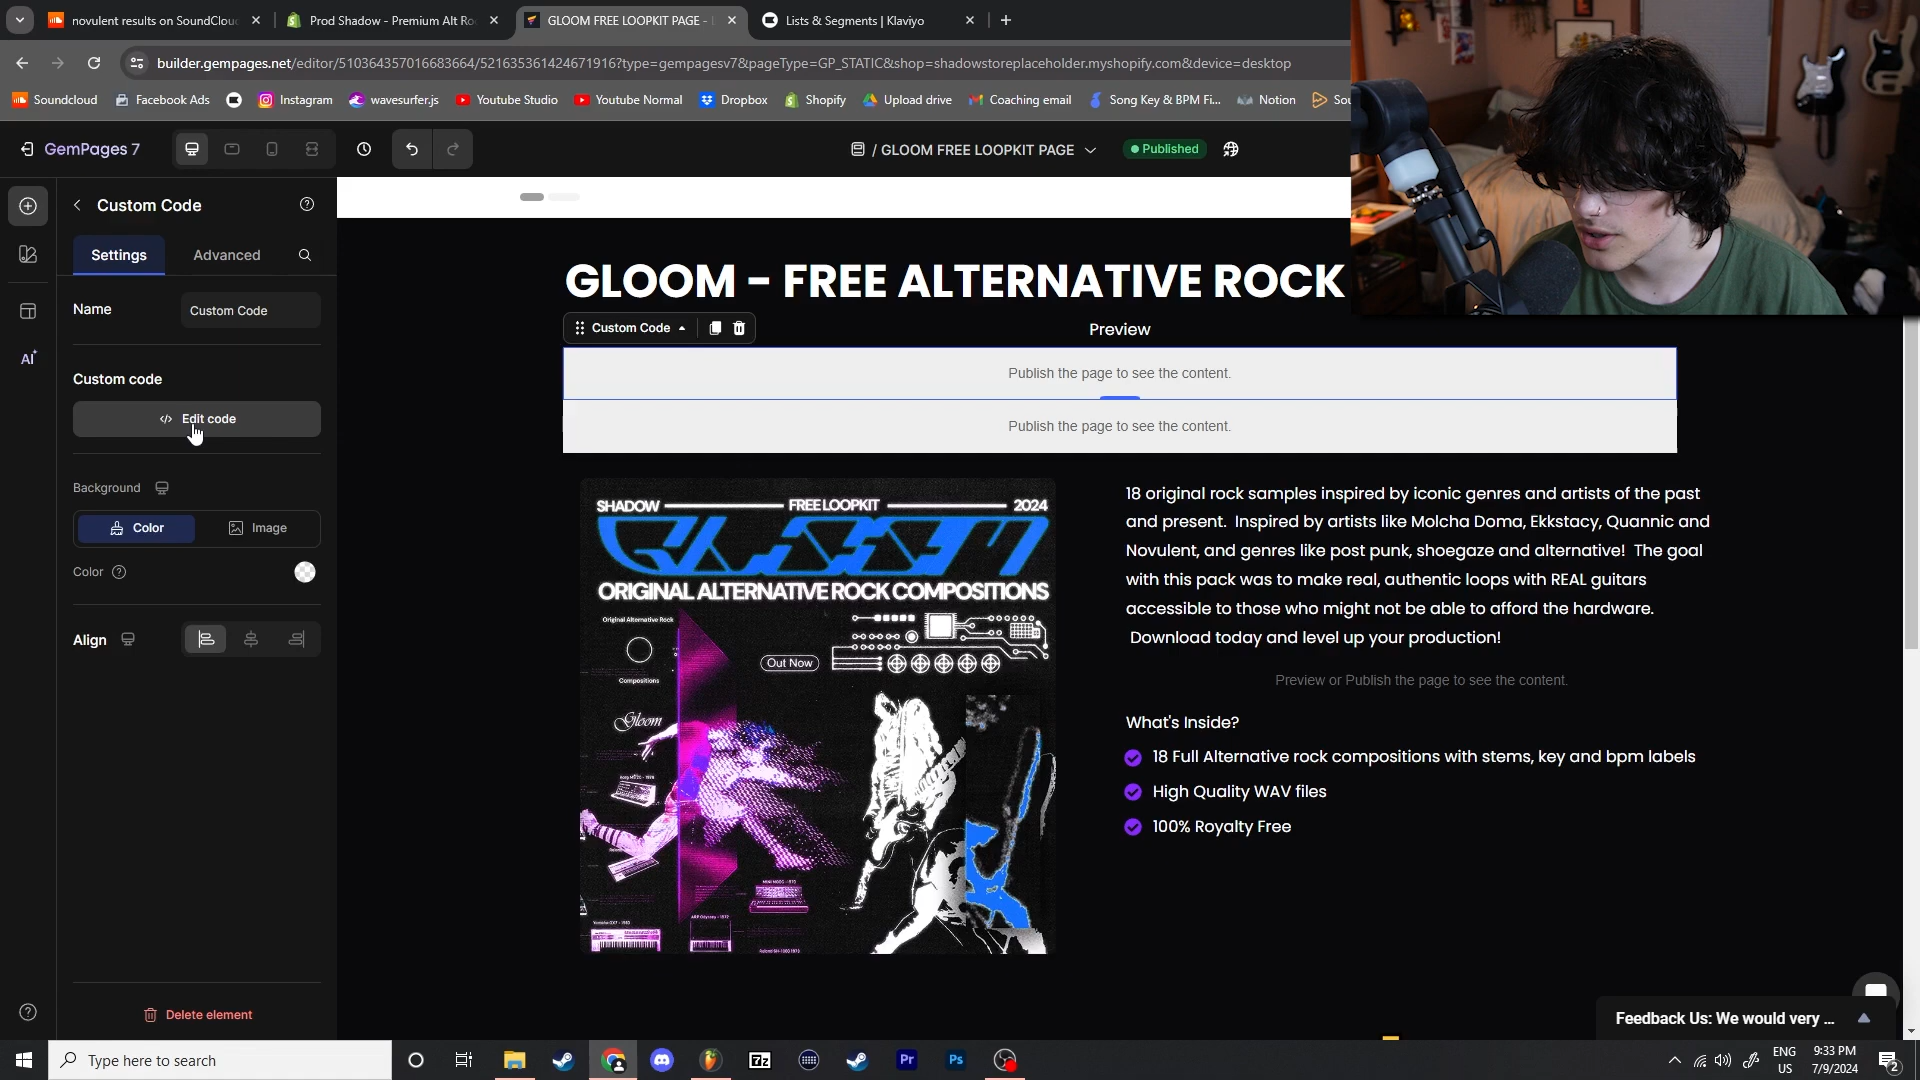 novulent results on SoundClou
Prod Shadow - Premium Alt Ro
GLOOM FREE LOOPKIT PAGE -
Lists & Segments | Klaviyo
builder.gempages.net/editor/510364357016683664/521635361424671916?type=gempagesv7&pageType=GP_STATIC&shop=shadowstoreplaceholder.myshopify.com&device=desktop
Soundcloud
Facebook Ads
Instagram
wavesurfer.js
Youtube Studio
Youtube Normal
Dropbox
Shopify
Upload drive
Coaching email
Song Key & BPM Fi...
Notion
Sou
GemPages 7
/ GLOOM FREE LOOPKIT PAGE
Published
Custom Code
Settings
Advanced
Name
Custom Code
Custom code
Edit code
Background
Color
Image
Color
Align
Delete element
AI
GLOOM - FREE ALTERNATIVE ROCK
Custom Code
Preview
Publish the page to see the content.
Publish the page to see the content.
SHADOW
FREE LOOPKIT
2024
GLOOM
ORIGINAL ALTERNATIVE ROCK COMPOSITIONS
Original Alternative Rock
Out Now
Compositions
Gloom
18 original rock samples inspired by iconic genres and artists of the past
and present. Inspired by artists like Molcha Doma, Ekkstacy, Quannic and
Novulent, and genres like post punk, shoegaze and alternative! The goal
with this pack was to make real, authentic loops with REAL guitars
accessible to those who might not be able to afford the hardware.
Download today and level up your production!
Preview or Publish the page to see the content.
What's Inside?
18 Full Alternative rock compositions with stems, key and bpm labels
High Quality WAV files
100% Royalty Free
Feedback Us: We would very ...
Type here to search
7z
Pr
Ps
ENG
US
9:33 PM
7/9/2024
2